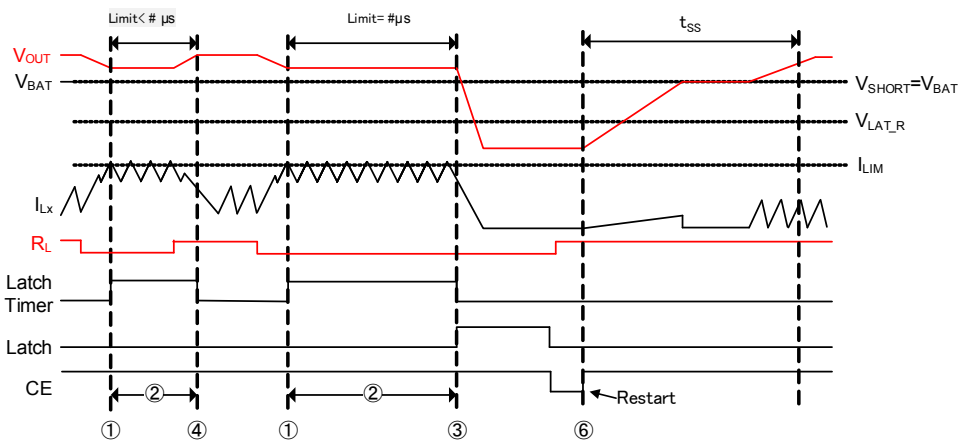 Limit< # μs
Limit= #μs
tSS
VOUT
VBAT
VSHORT=VBAT
VLAT_R
ILIM
ILx
RL
Latch
Timer
Latch
CE
② ②
Restart
① ④ ① ③ ⑥